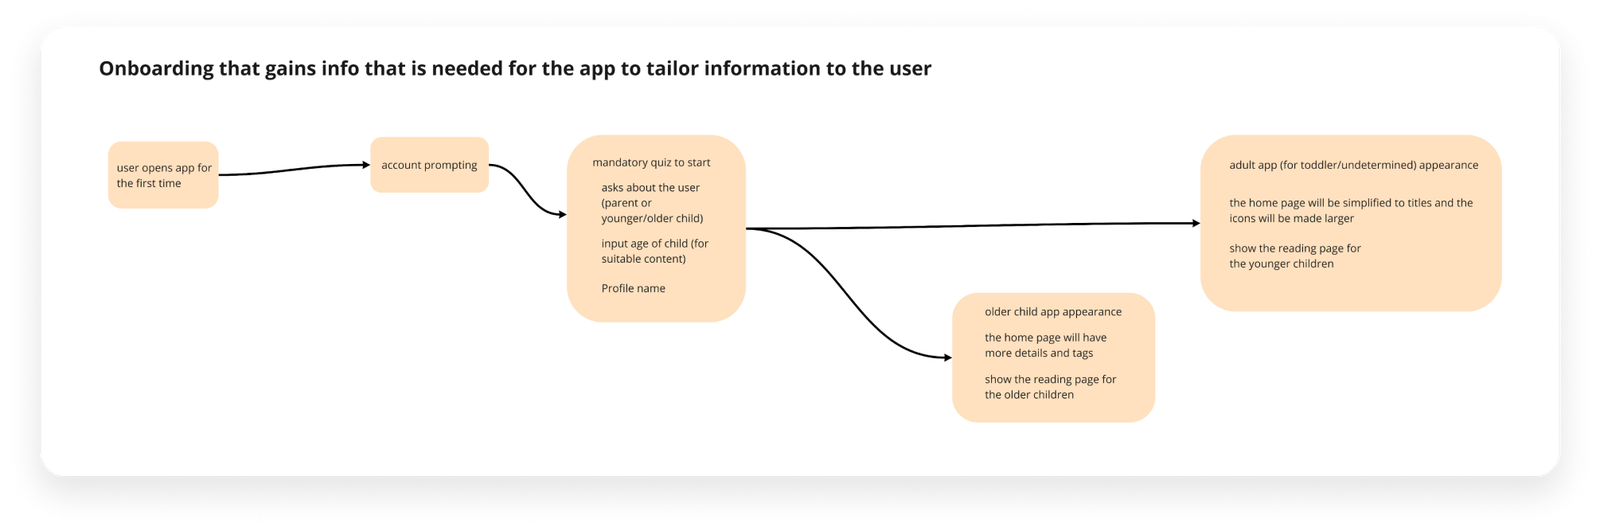 Onboarding that gains info that is needed for the app to tailor information to the user
user opens app for
the first time
account prompting
mandatory quiz to start
asks about the user
(parent or
younger/older child)
input age of child (for
suitable content)
Profile name
adult app (for toddler/undetermined) appearance
the home page will be simplified to titles and the
icons will be made larger
show the reading page for
the younger children
older child app appearance
the home page will have
more details and tags
show the reading page for
the older children